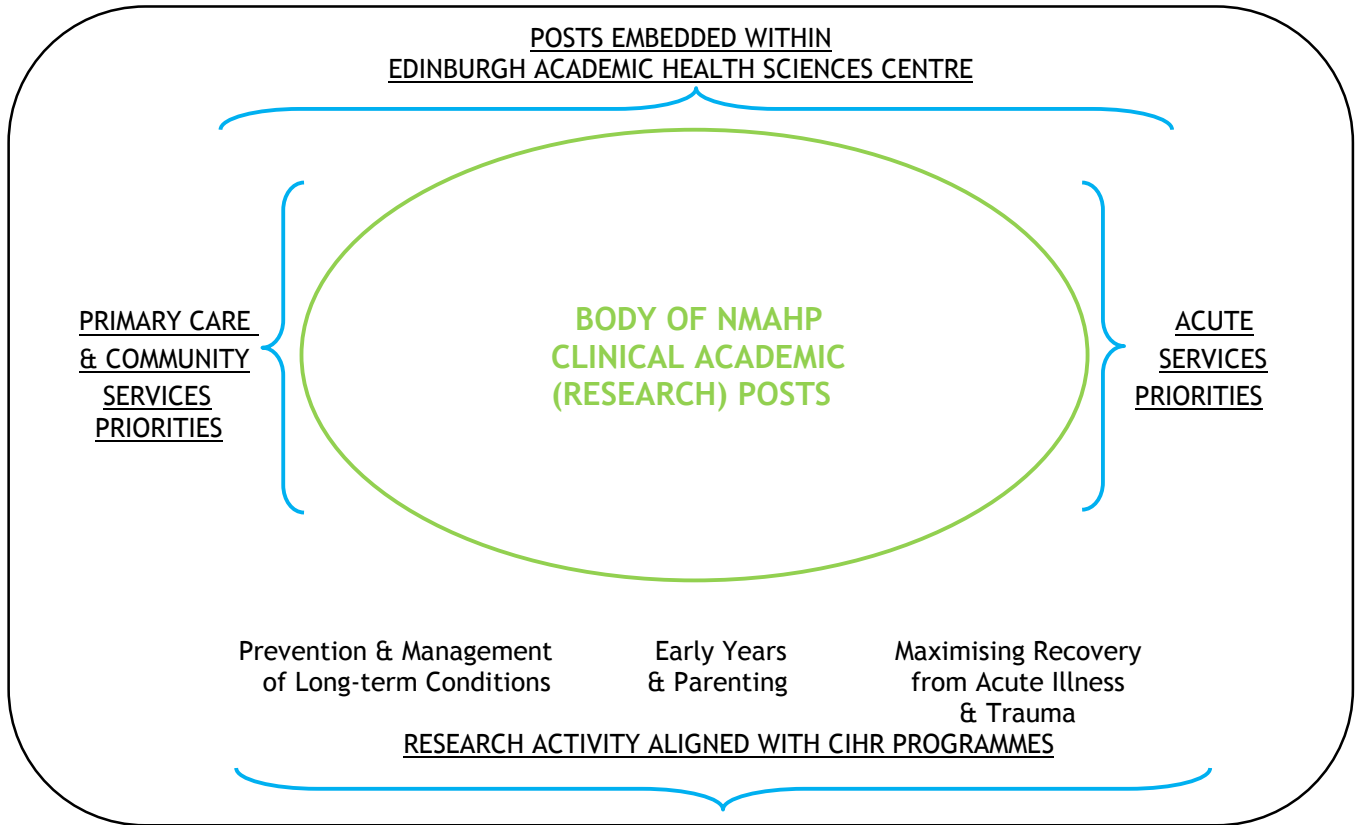 POSTS EMBEDDED WITHIN
EDINBURGH ACADEMIC HEALTH SCIENCES CENTRE
PRIMARY CARE
& COMMUNITY
SERVICES
PRIORITIES
BODY OF NMAHP
CLINICAL ACADEMIC
(RESEARCH) POSTS
ACUTE
SERVICES
PRIORITIES
Prevention & Management
of Long-term Conditions
Early Years
& Parenting
Maximising Recovery
from Acute Illness
& Trauma
RESEARCH ACTIVITY ALIGNED WITH CIHR PROGRAMMES